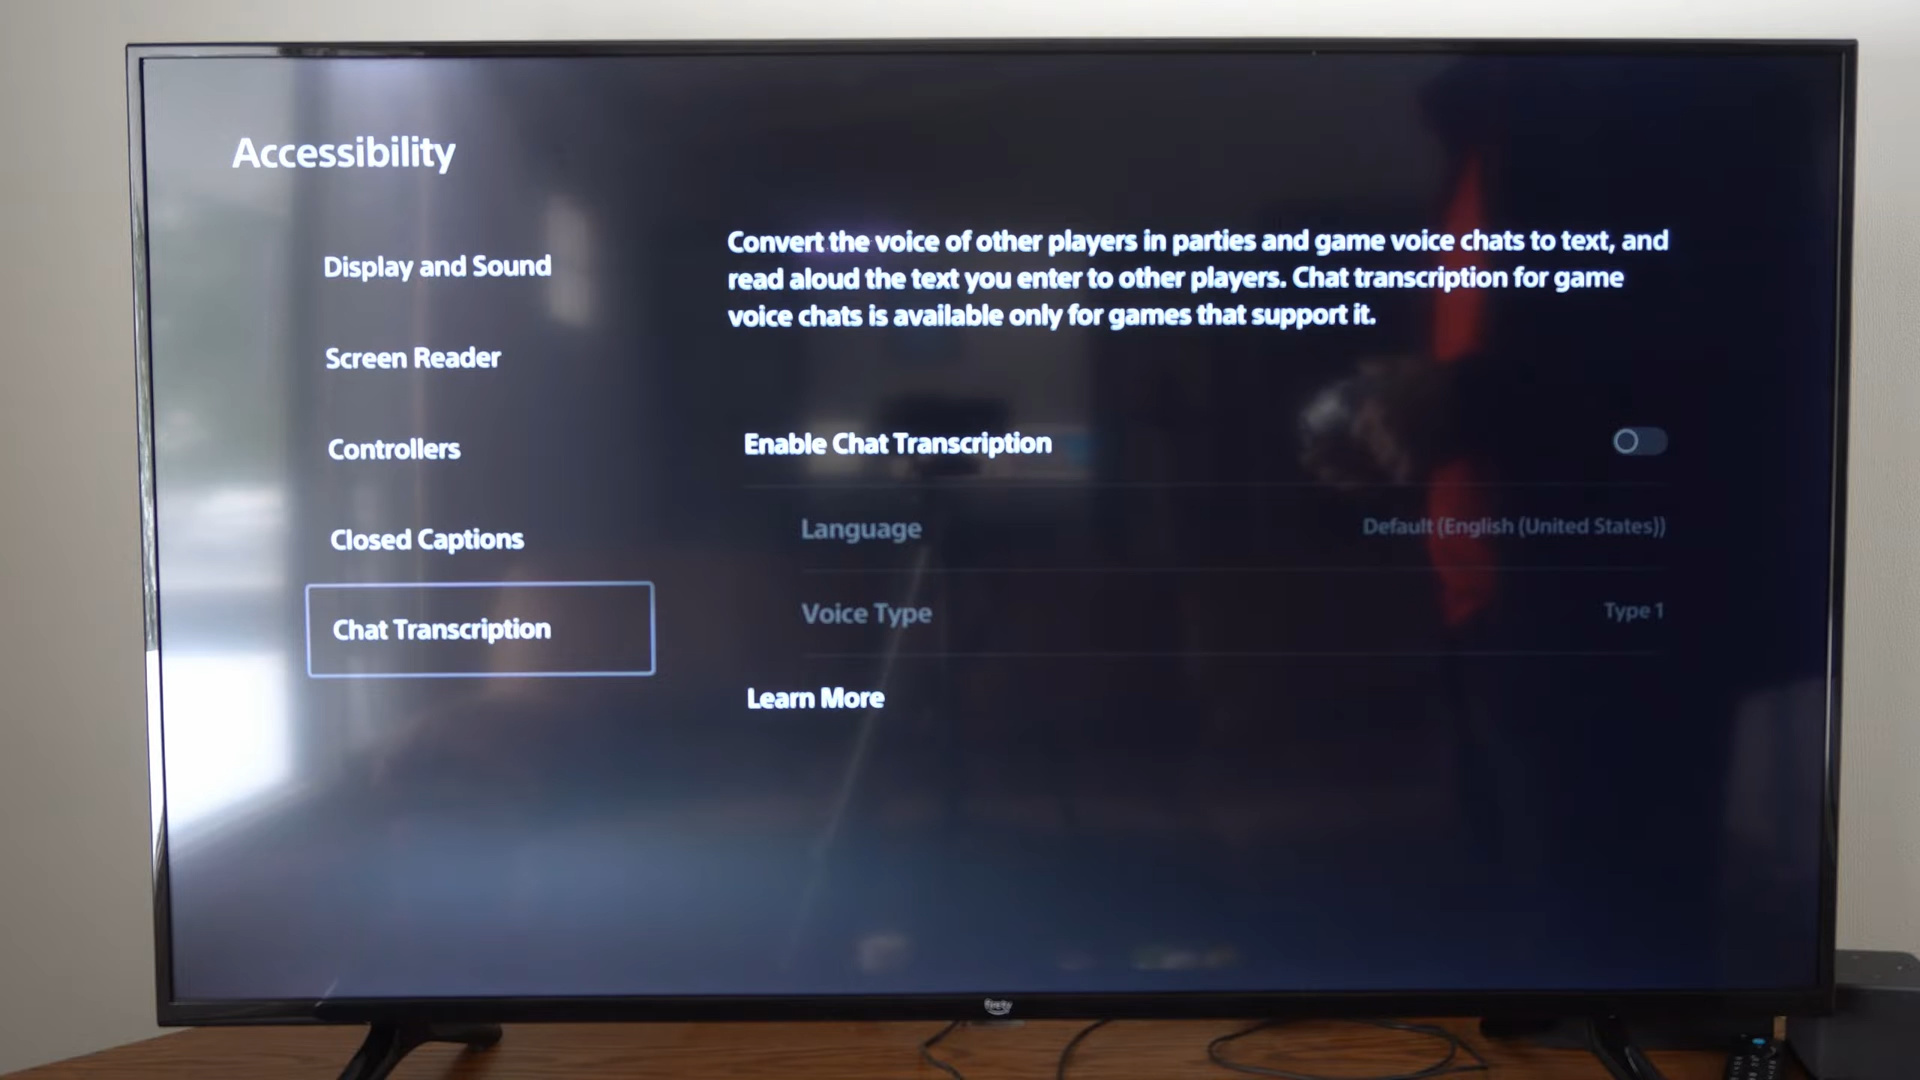 Accessibility
Display and Sound
Screen Reader
Controllers
Closed Captions
Chat Transcription
Convert the voice of other players in parties and game voice chats to text, and
read aloud the text you enter to other players. Chat transcription for game
voice chats is available only for games that support it.
Enable Chat Transcription
Language Default (English (United States))
Voice Type Type 1
Learn More